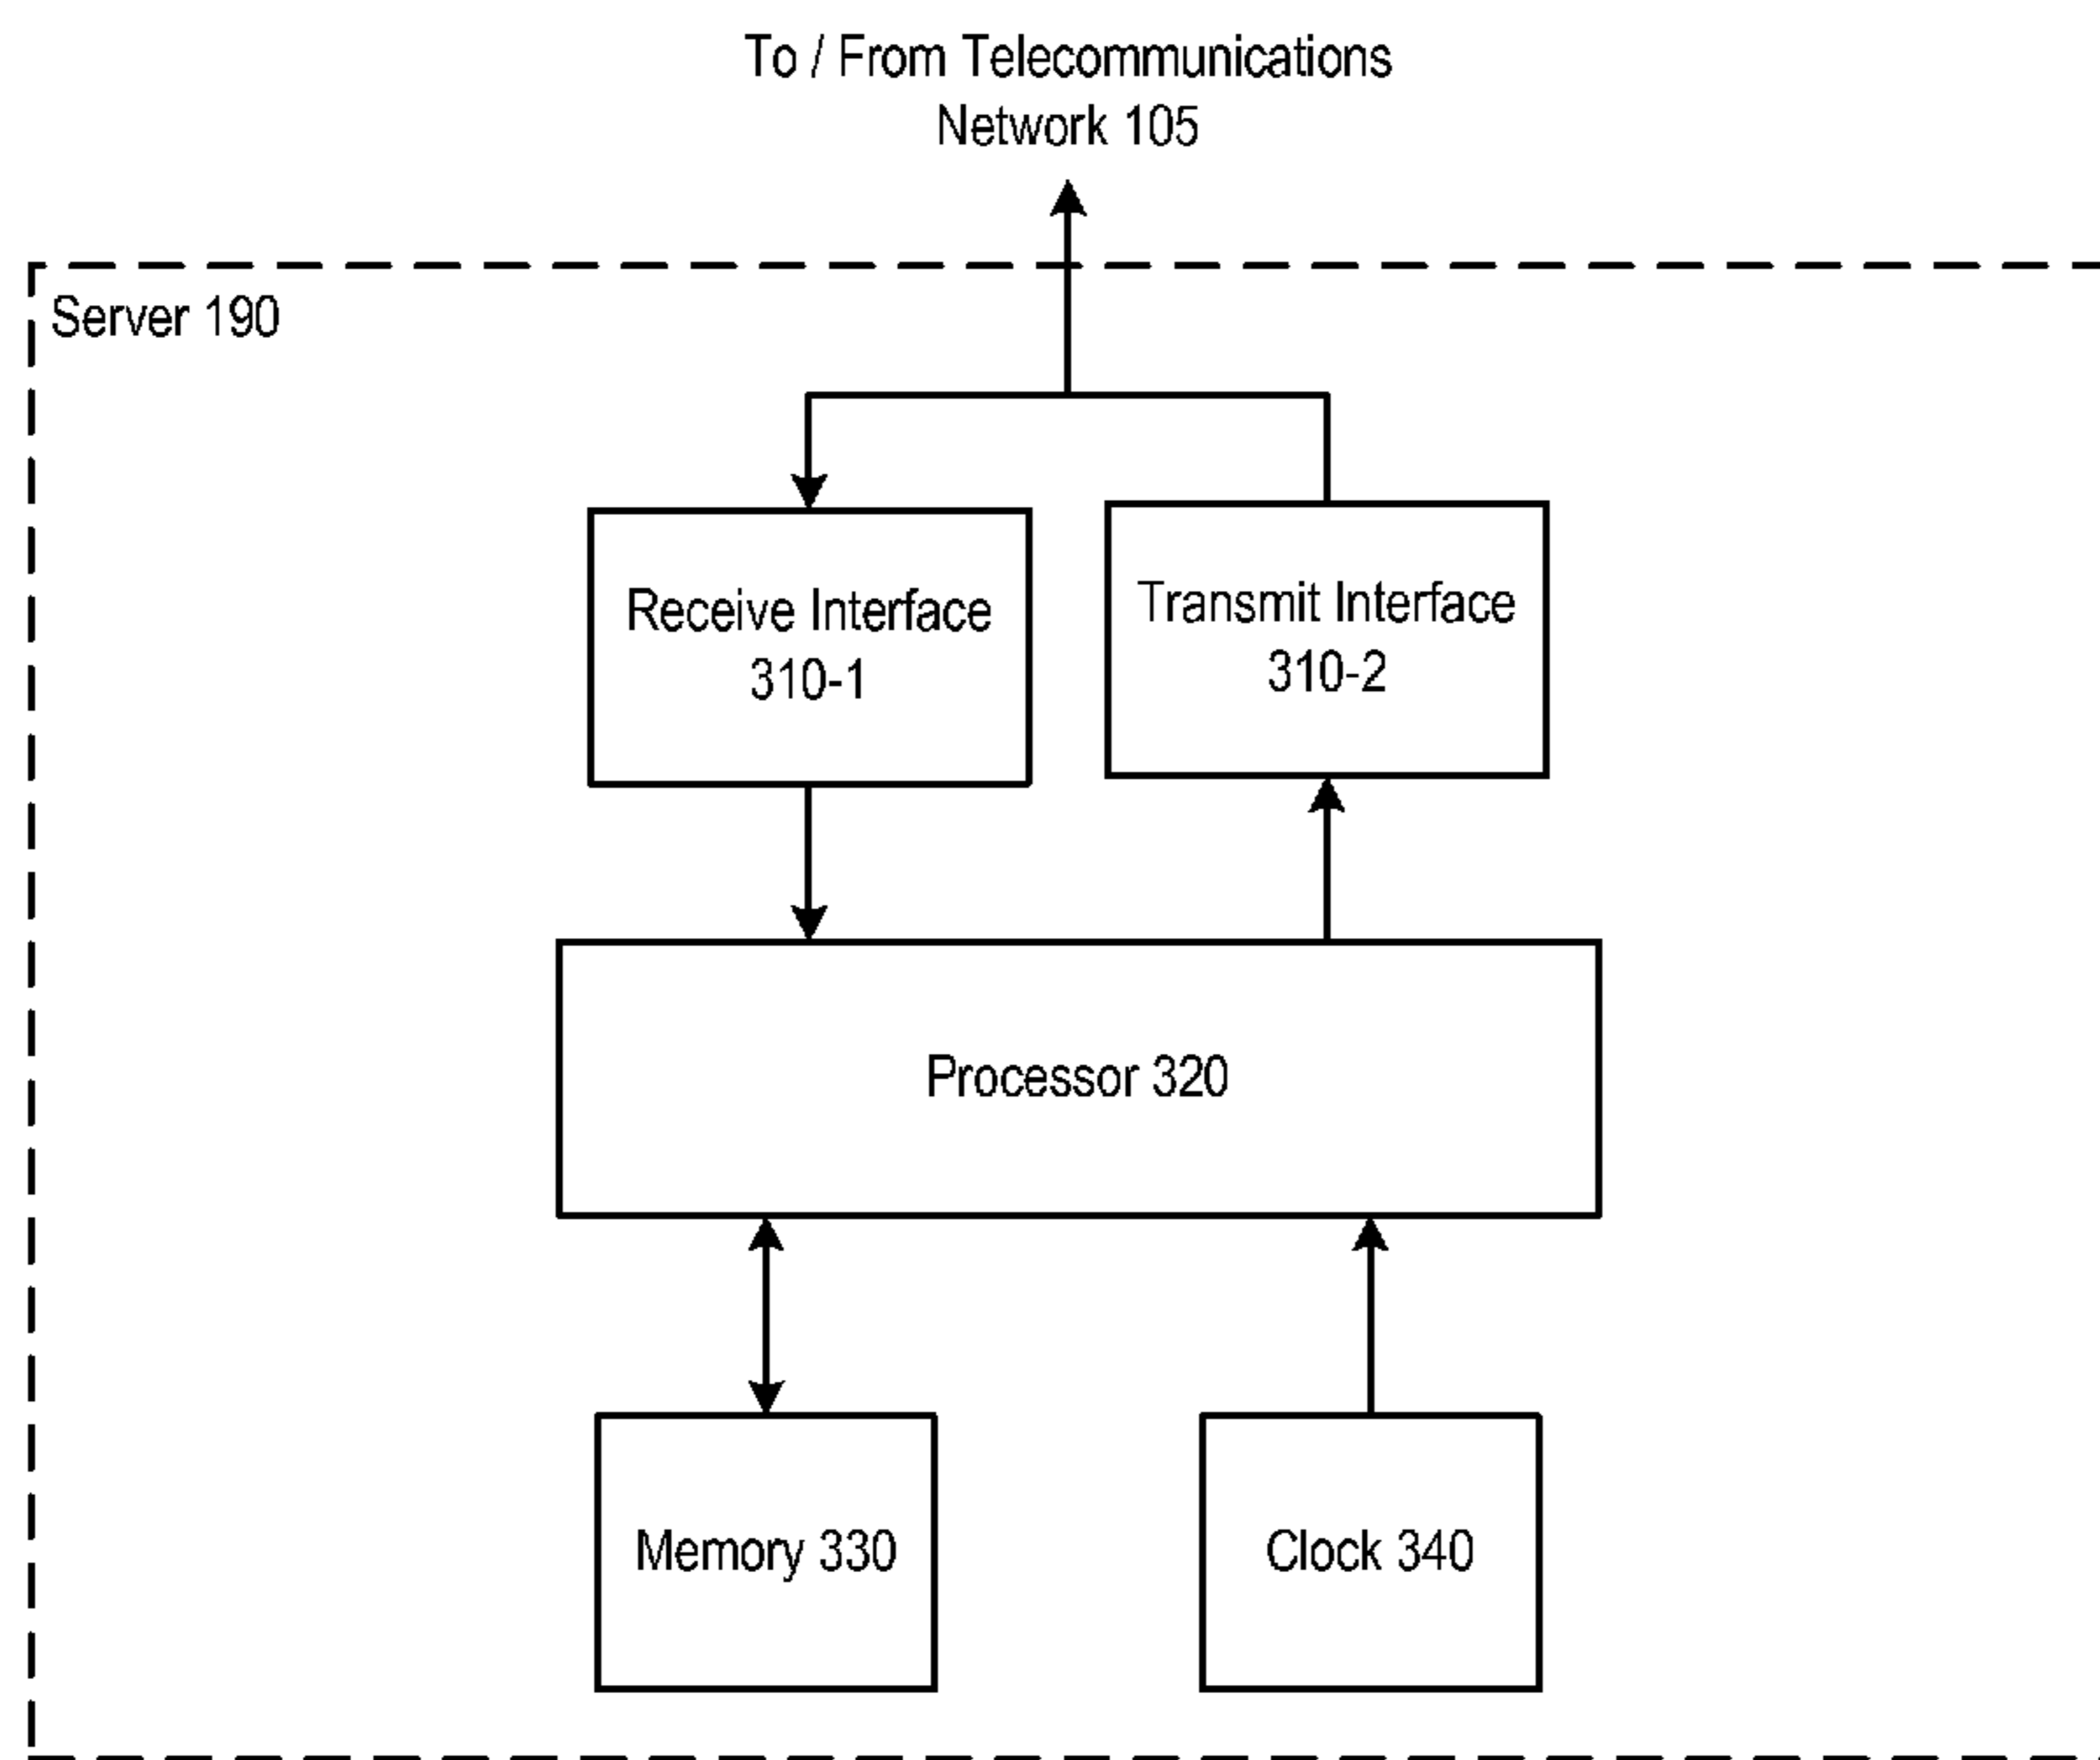 To / From Telecommunications
Network 105
Server 190
Receive Interface
310-1
Transmit Interface
310-2
Processor 320
Memory 330
Clock 340